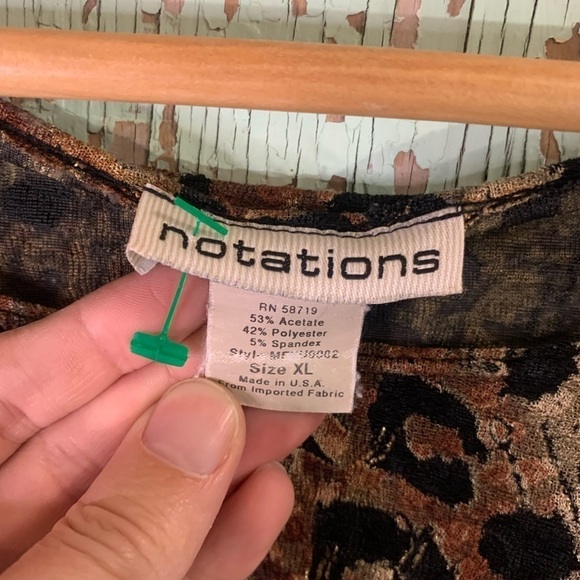 notations
RN 58719
53% Acetate
42% Polyester
5% Spandex
Size XL
Made in U.S.A.
From Imported Fabric